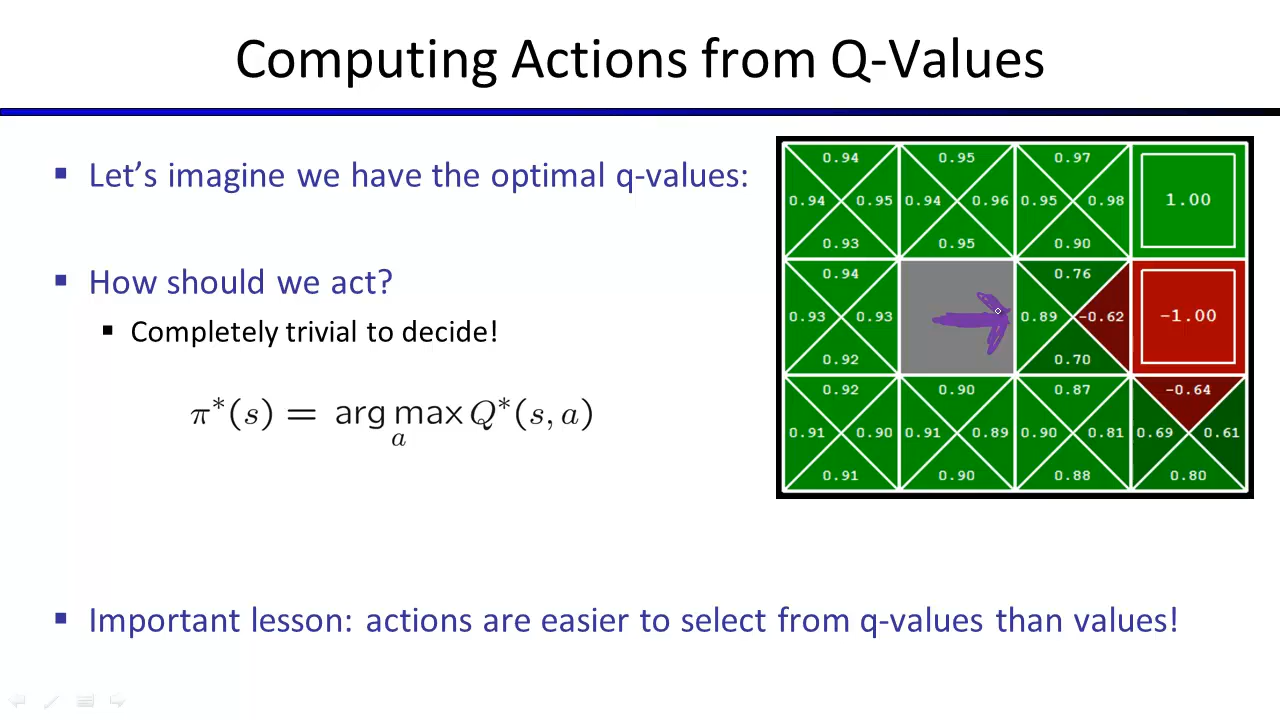 Computing Actions from Q-Values
▪ Let's imagine we have the optimal q-values:
▪ How should we act?
▪ Completely trivial to decide!
π*(s) = arg max Q*(s, a)
a
▪ Important lesson: actions are easier to select from q-values than values!
0.94 0.95 0.97
0.94 0.95 0.94 0.96 0.95 0.98 1.00
0.93 0.95 0.90
0.94 0.76
0.93 0.93 0.89 -0.62 -1.00
0.92 0.70
0.92 0.90 0.87 -0.64
0.91 0.90 0.91 0.89 0.90 0.81 0.69 0.61
0.91 0.90 0.88 0.80